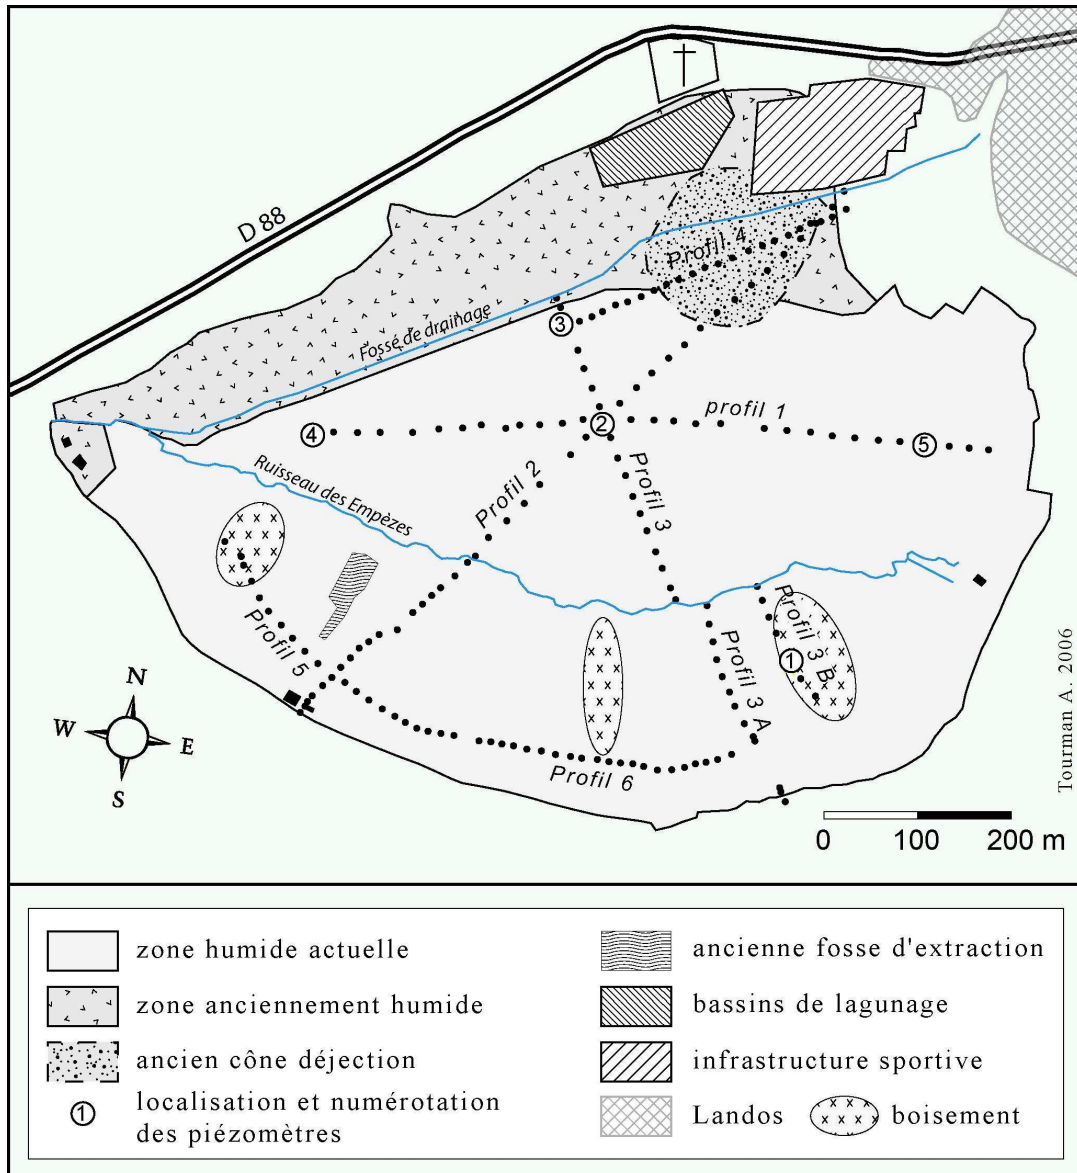 D 88
Profil 4
Fossé de drainage
3
profil 1
4
2
5
Ruisseau des Empèzes
Profil 2
Profil 3
Profil 5
Profil 3 A
Profil 3 B
1
Profil 6
N
W
E
S
Tourman A. 2006
0 100 200 m
zone humide actuelle
zone anciennement humide
ancien cône déjection
1 localisation et numérotation
des piézomètres
ancienne fosse d'extraction
bassins de lagunage
infrastructure sportive
Landos
boisement